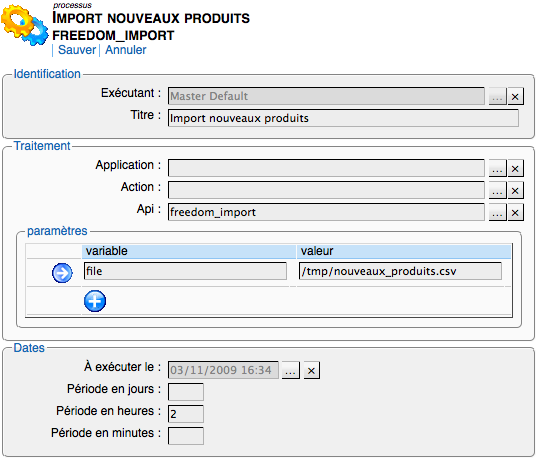 processus
IMPORT NOUVEAUX PRODUITS
FREEDOM_IMPORT
| Sauver | Annuler
Identification
Exécutant : Master Default ... ×
Titre : Import nouveaux produits
Traitement
Application : ... ×
Action : ... ×
Api : freedom_import ... ×
paramètres
variable valeur
file /tmp/nouveaux_produits.csv
Dates
À exécuter le : 03/11/2009 16:34 ... ×
Période en jours :
Période en heures : 2
Période en minutes :